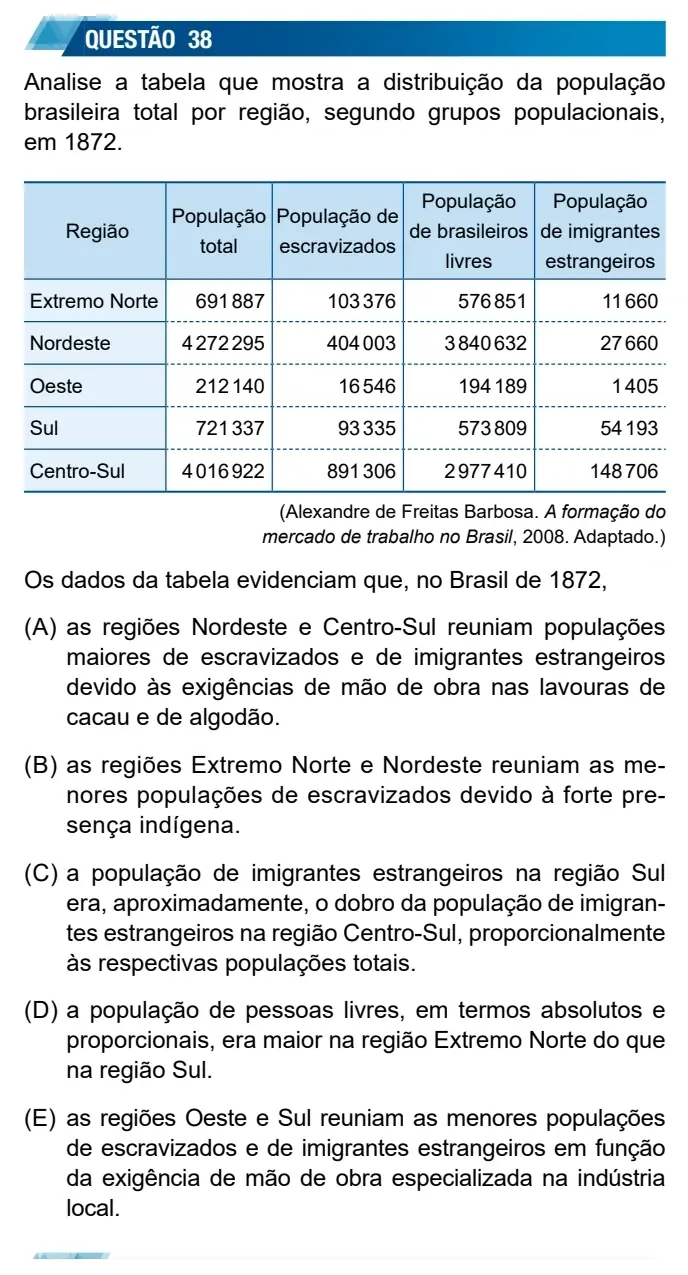 QUESTÃO 38
Analise a tabela que mostra a distribuição da população
brasileira total por região, segundo grupos populacionais,
em 1872.
Região | População total | População de escravizados | População de brasileiros livres | População de imigrantes estrangeiros
Extremo Norte 691 887 103 376 576 851 11 660
Nordeste 4 272 295 404 003 3 840 632 27 660
Oeste 212 140 16 546 194 189 1 405
Sul 721 337 93 335 573 809 54 193
Centro-Sul 4 016 922 891 306 2 977 410 148 706
(Alexandre de Freitas Barbosa. A formação do
mercado de trabalho no Brasil, 2008. Adaptado.)
Os dados da tabela evidenciam que, no Brasil de 1872,
(A) as regiões Nordeste e Centro-Sul reuniam populações
maiores de escravizados e de imigrantes estrangeiros
devido às exigências de mão de obra nas lavouras de
cacau e de algodão.
(B) as regiões Extremo Norte e Nordeste reuniam as me-
nores populações de escravizados devido à forte pre-
sença indígena.
(C) a população de imigrantes estrangeiros na região Sul
era, aproximadamente, o dobro da população de imigran-
tes estrangeiros na região Centro-Sul, proporcionalmente
às respectivas populações totais.
(D) a população de pessoas livres, em termos absolutos e
proporcionais, era maior na região Extremo Norte do que
na região Sul.
(E) as regiões Oeste e Sul reuniam as menores populações
de escravizados e de imigrantes estrangeiros em função
da exigência de mão de obra especializada na indústria
local.